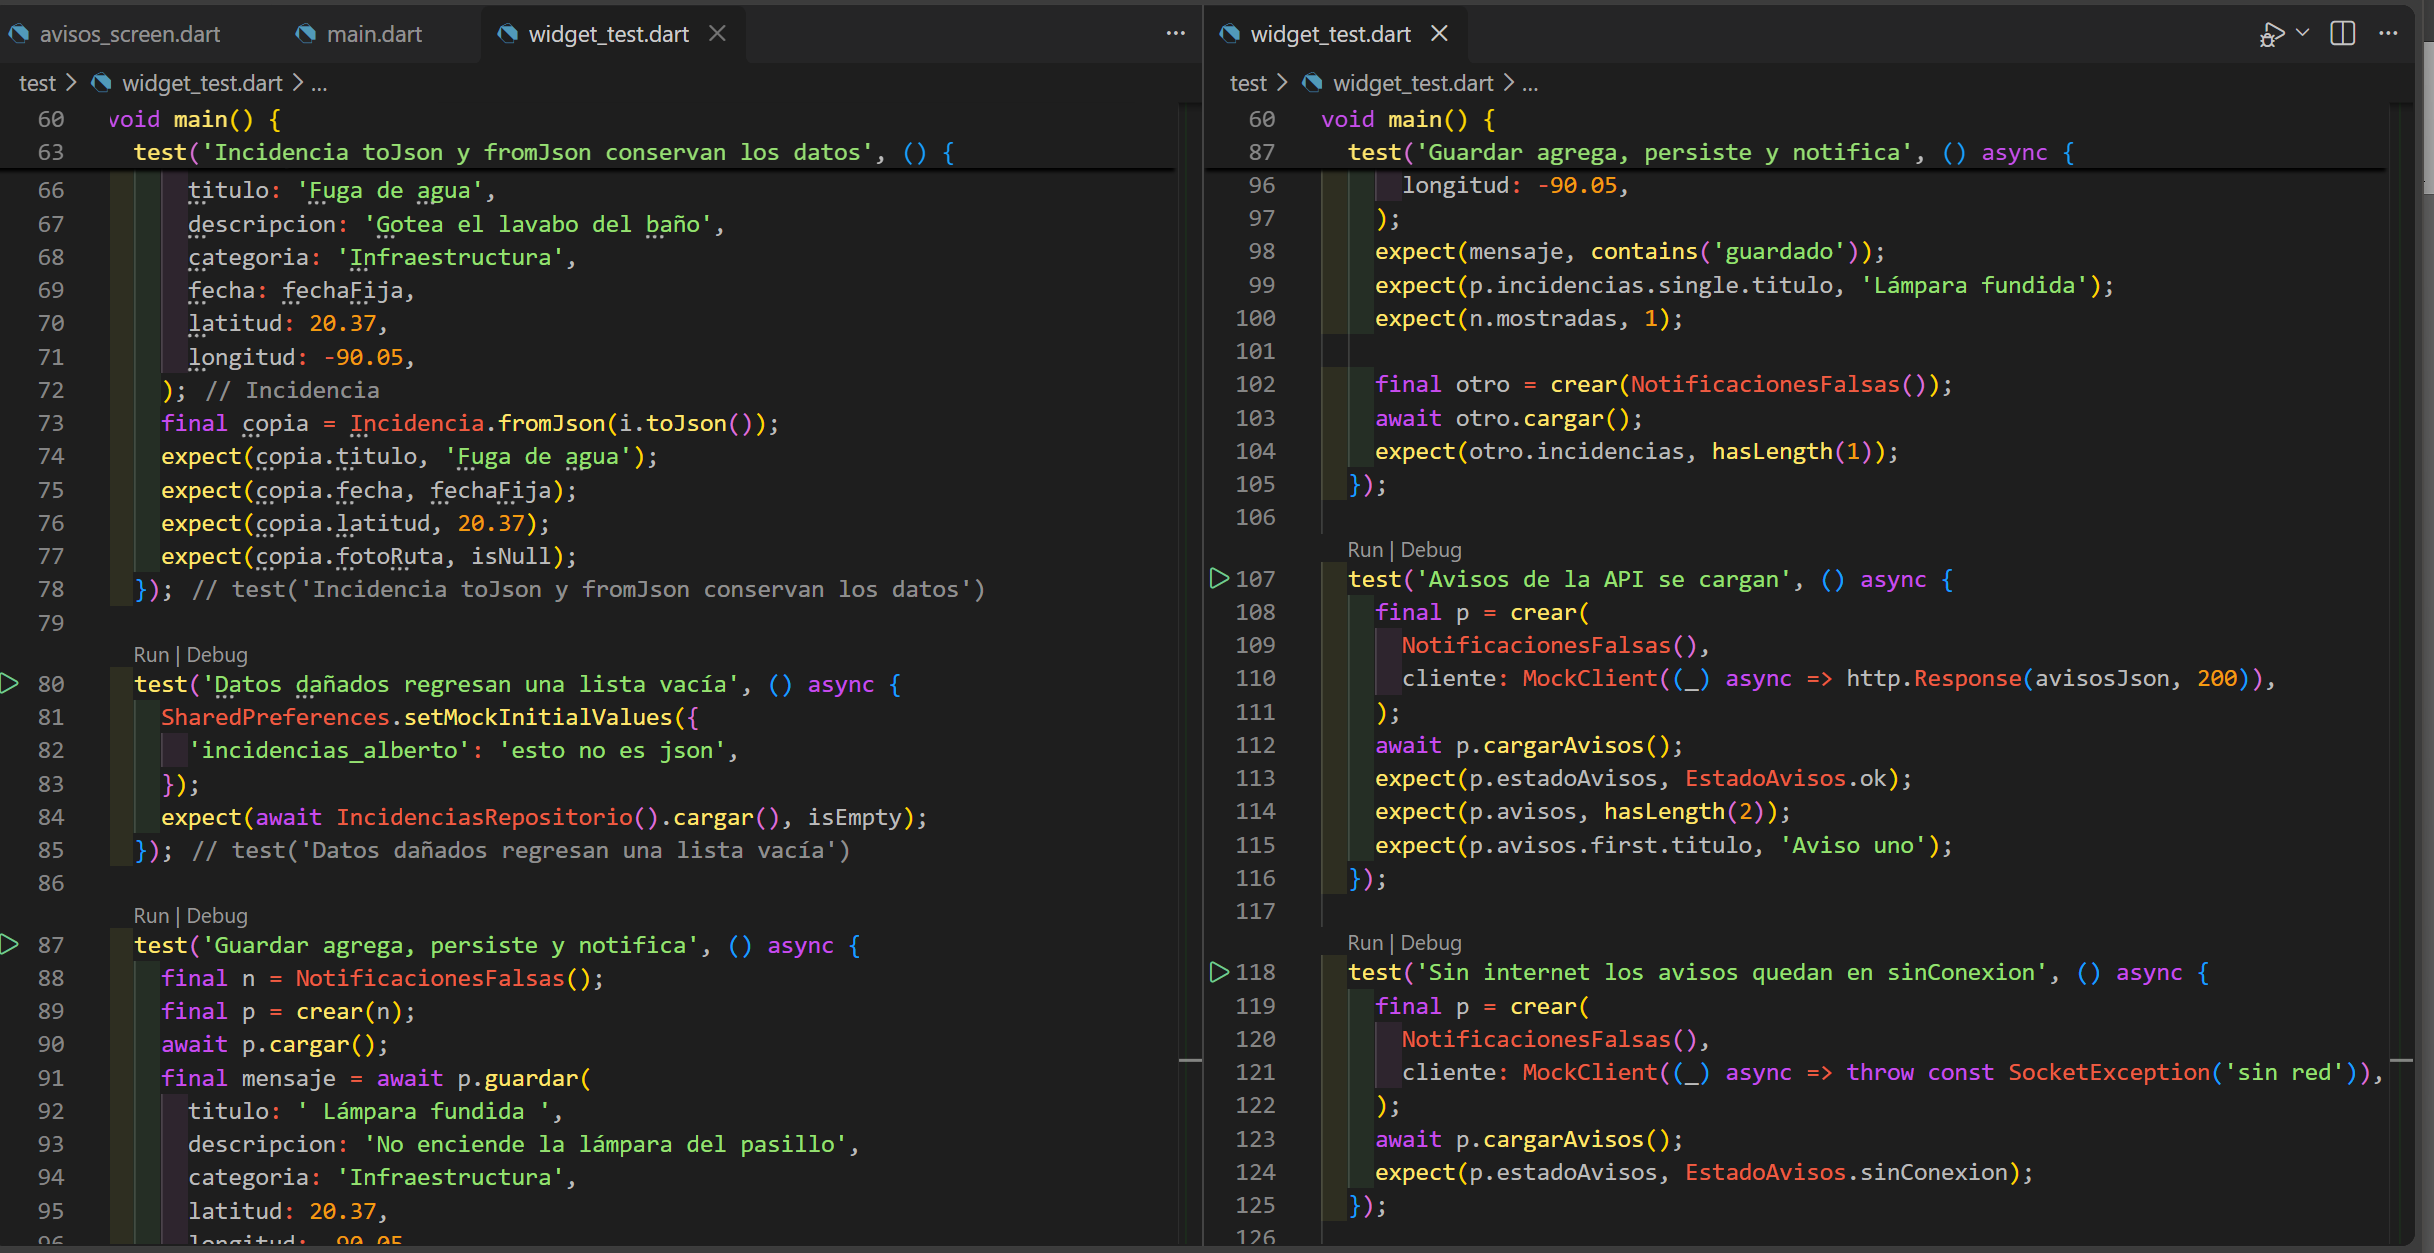 avisos_screen.dart
main.dart
widget_test.dart
test > widget_test.dart > ...
60 void main() {
63 test('Incidencia toJson y fromJson conservan los datos', () {
66 titulo: 'Fuga de agua',
67 descripcion: 'Gotea el lavabo del baño',
68 categoria: 'Infraestructura',
69 fecha: fechaFija,
70 latitud: 20.37,
71 longitud: -90.05,
72 ); // Incidencia
73 final copia = Incidencia.fromJson(i.toJson());
74 expect(copia.titulo, 'Fuga de agua');
75 expect(copia.fecha, fechaFija);
76 expect(copia.latitud, 20.37);
77 expect(copia.fotoRuta, isNull);
78 }); // test('Incidencia toJson y fromJson conservan los datos')
79
Run | Debug
80 test('Datos dañados regresan una lista vacía', () async {
81 SharedPreferences.setMockInitialValues({
82 'incidencias_alberto': 'esto no es json',
83 });
84 expect(await IncidenciasRepositorio().cargar(), isEmpty);
85 }); // test('Datos dañados regresan una lista vacía')
86
Run | Debug
87 test('Guardar agrega, persiste y notifica', () async {
88 final n = NotificacionesFalsas();
89 final p = crear(n);
90 await p.cargar();
91 final mensaje = await p.guardar(
92 titulo: ' Lámpara fundida ',
93 descripcion: 'No enciende la lámpara del pasillo',
94 categoria: 'Infraestructura',
95 latitud: 20.37,
96 longitud: -90.05
widget_test.dart
test > widget_test.dart > ...
60 void main() {
87 test('Guardar agrega, persiste y notifica', () async {
96 longitud: -90.05,
97 );
98 expect(mensaje, contains('guardado'));
99 expect(p.incidencias.single.titulo, 'Lámpara fundida');
100 expect(n.mostradas, 1);
101
102 final otro = crear(NotificacionesFalsas());
103 await otro.cargar();
104 expect(otro.incidencias, hasLength(1));
105 });
106
Run | Debug
107 test('Avisos de la API se cargan', () async {
108 final p = crear(
109 NotificacionesFalsas(),
110 cliente: MockClient((_) async => http.Response(avisosJson, 200)),
111 );
112 await p.cargarAvisos();
113 expect(p.estadoAvisos, EstadoAvisos.ok);
114 expect(p.avisos, hasLength(2));
115 expect(p.avisos.first.titulo, 'Aviso uno');
116 });
117
Run | Debug
118 test('Sin internet los avisos quedan en sinConexion', () async {
119 final p = crear(
120 NotificacionesFalsas(),
121 cliente: MockClient((_) async => throw const SocketException('sin red')),
122 );
123 await p.cargarAvisos();
124 expect(p.estadoAvisos, EstadoAvisos.sinConexion);
125 });
126